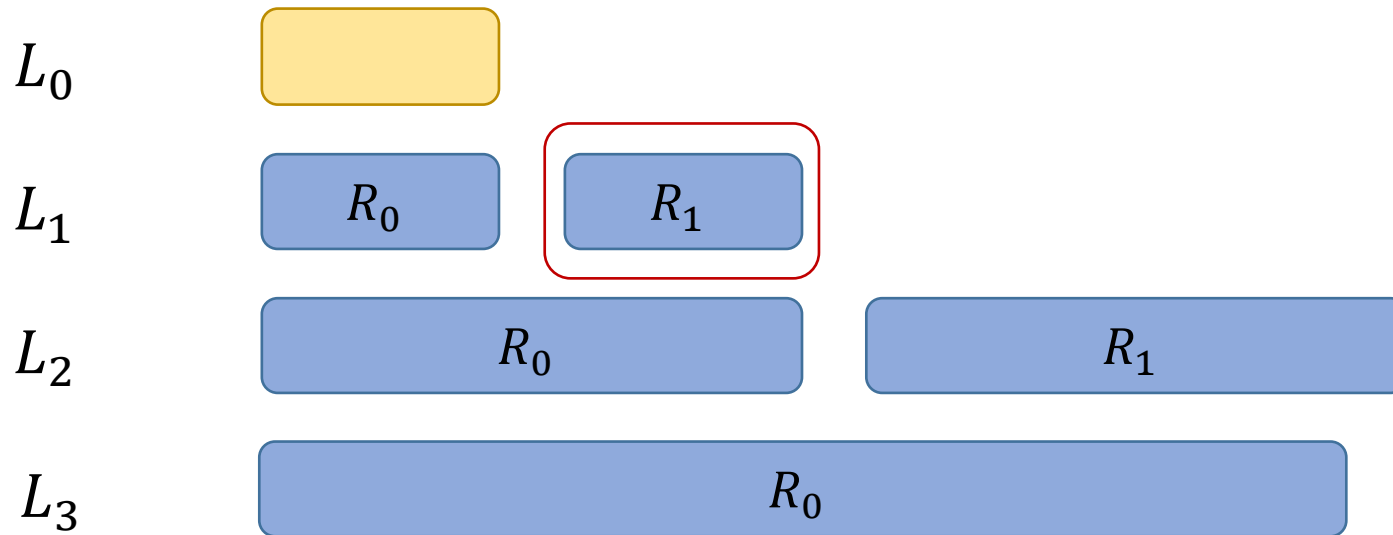 L₀
L₁ R₀ R₁
L₂ R₀ R₁
L₃ R₀